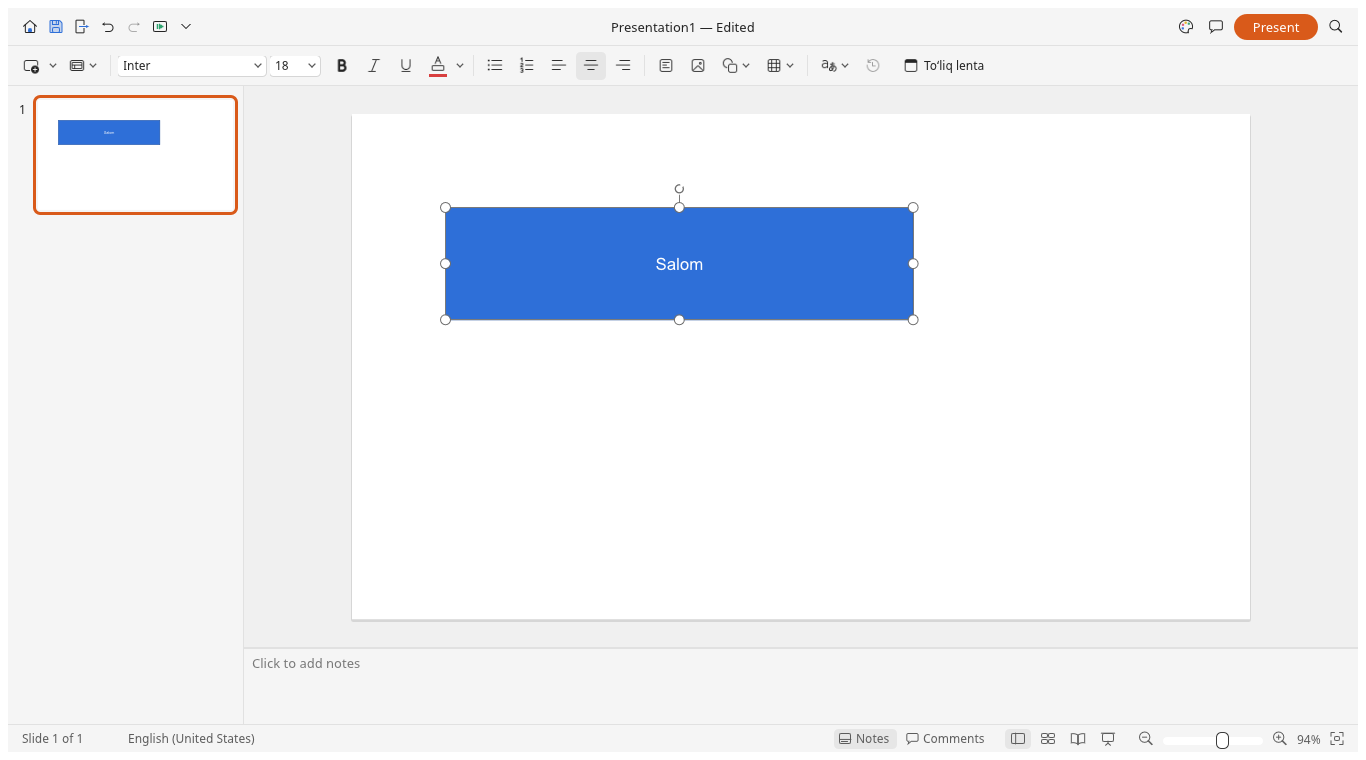 Presentation1 — Edited
Present
Inter
18
B
I
U
A
To'liq lenta
1
Salom
Salom
Click to add notes
Slide 1 of 1
English (United States)
Notes
Comments
94%